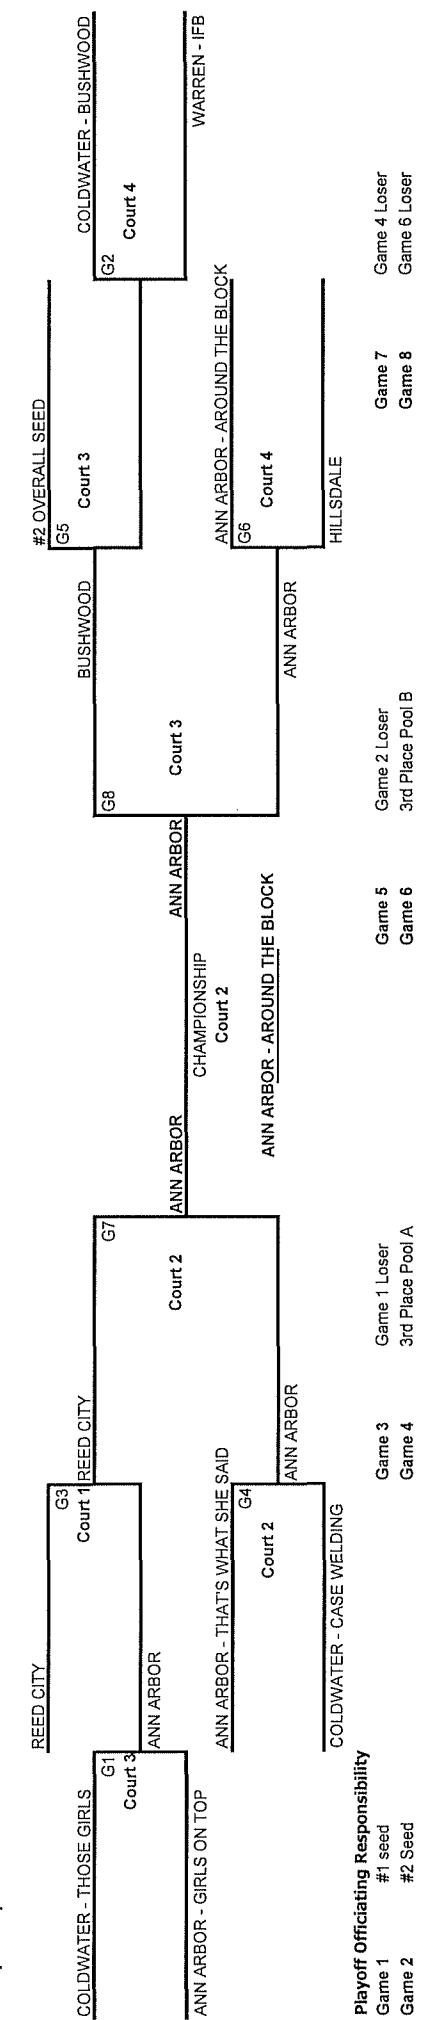 COLDWATER - THOSE GIRLS
G1
Court 3
ANN ARBOR - GIRLS ON TOP
REED CITY
G3
Court 1
ANN ARBOR
REED CITY
ANN ARBOR - THAT'S WHAT SHE SAID
G4
Court 2
COLDWATER - CASE WELDING
ANN ARBOR
G7
Court 2
ANN ARBOR
CHAMPIONSHIP
Court 2
ANN ARBOR - AROUND THE BLOCK
ANN ARBOR
G8
Court 3
BUSHWOOD
ANN ARBOR
#2 OVERALL SEED
G5
Court 3
ANN ARBOR - AROUND THE BLOCK
G6
Court 4
HILLSDALE
COLDWATER - BUSHWOOD
G2
Court 4
WARREN - IFB
Playoff Officiating Responsibility
Game 1 #1 seed Game 3 Game 1 Loser Game 5 Game 2 Loser Game 7 Game 4 Loser
Game 2 #2 Seed Game 4 3rd Place Pool A Game 6 3rd Place Pool B Game 8 Game 6 Loser